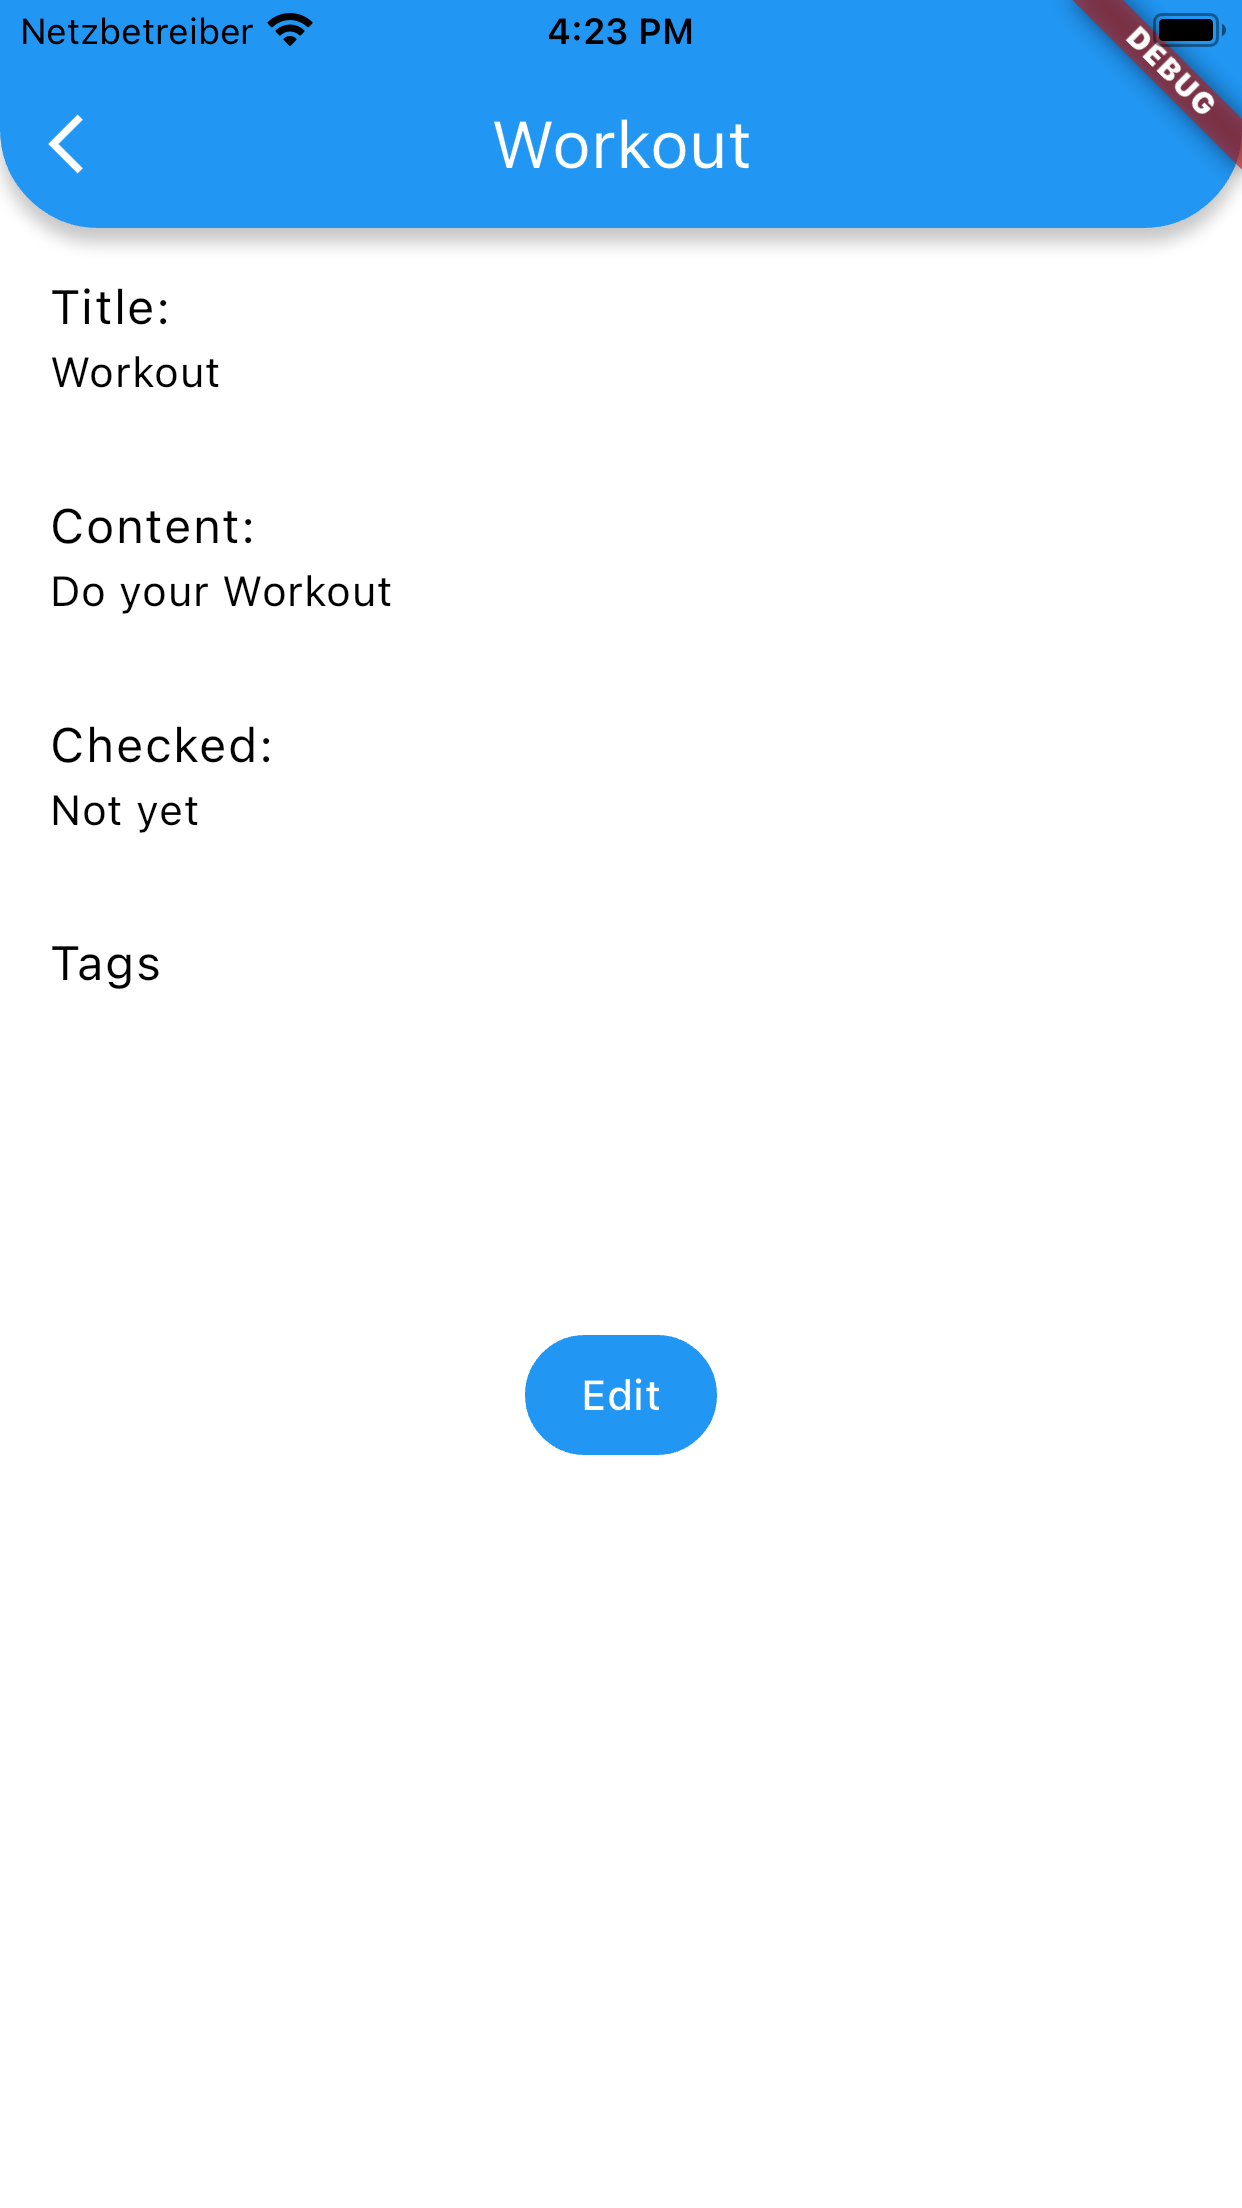 Netzbetreiber 4:23 PM
DEBUG
Workout
Title:
Workout
Content:
Do your Workout
Checked:
Not yet
Tags
Edit